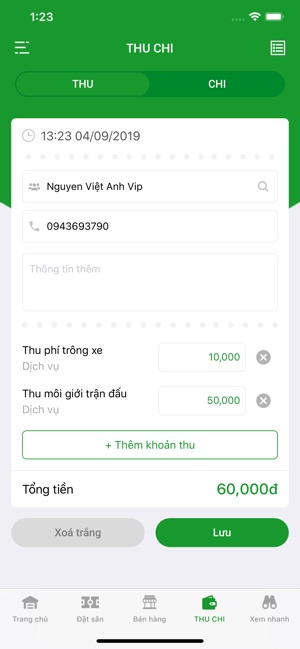 1:23
THU CHI
THU
CHI
13:23 04/09/2019
Nguyen Việt Anh Vip
0943693790
Thông tin thêm
Thu phí trông xe
10,000
Dịch vụ
Thu môi giới trận đấu
50,000
Dịch vụ
+ Thêm khoản thu
Tổng tiền
60,000đ
Xoá trắng
Lưu
Trang chủ
Đặt sân
Bán hàng
THU CHI
Xem nhanh